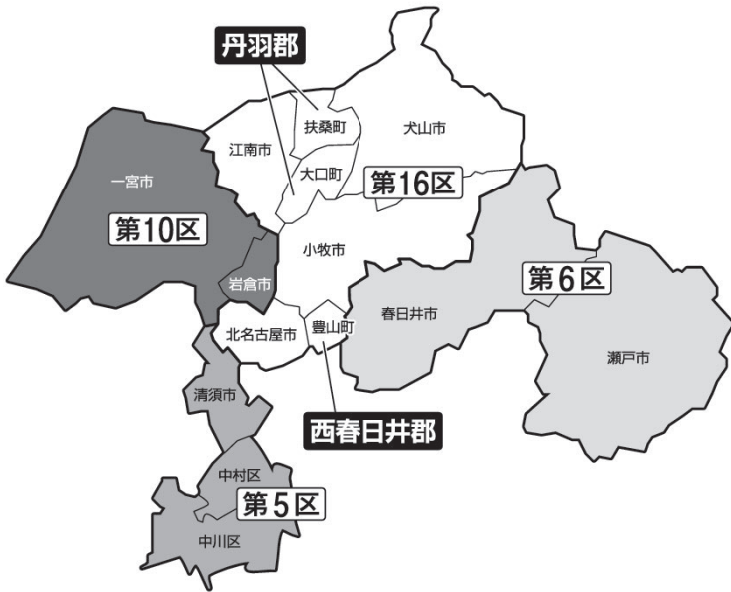 丹羽郡
扶桑町
犬山市
江南市
大口町
一宮市
第16区
第10区
小牧市
岩倉市
第6区
春日井市
北名古屋市
豊山町
瀬戸市
清須市
西春日井郡
中村区
第5区
中川区